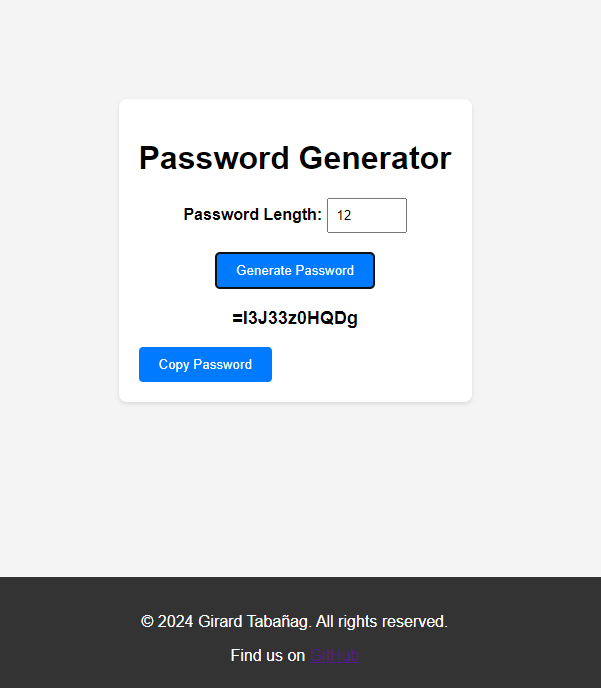 Password Generator
Password Length: 12
Generate Password
=I3J33z0HQDg
Copy Password
© 2024 Girard Tabañag. All rights reserved.
Find us on GitHub